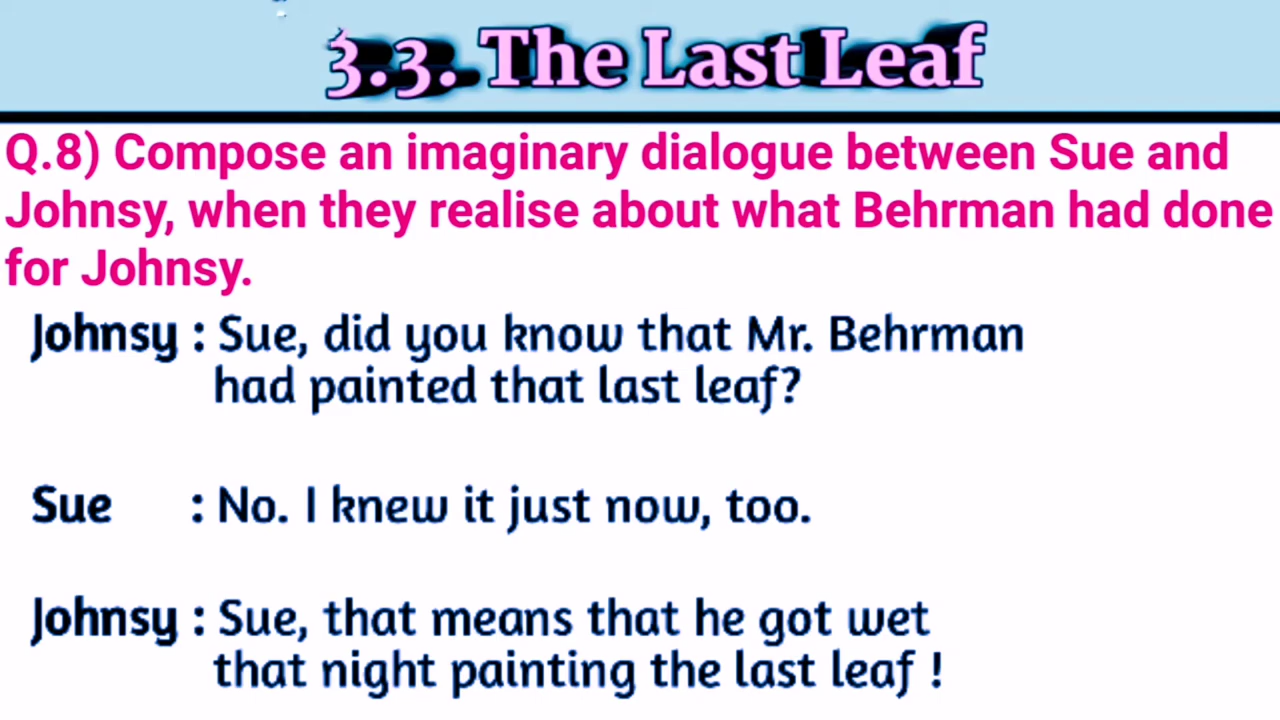 3.3. The Last Leaf
Q.8) Compose an imaginary dialogue between Sue and
Johnsy, when they realise about what Behrman had done
for Johnsy.
Johnsy : Sue, did you know that Mr. Behrman
had painted that last leaf?
Sue : No. I knew it just now, too.
Johnsy : Sue, that means that he got wet
that night painting the last leaf !